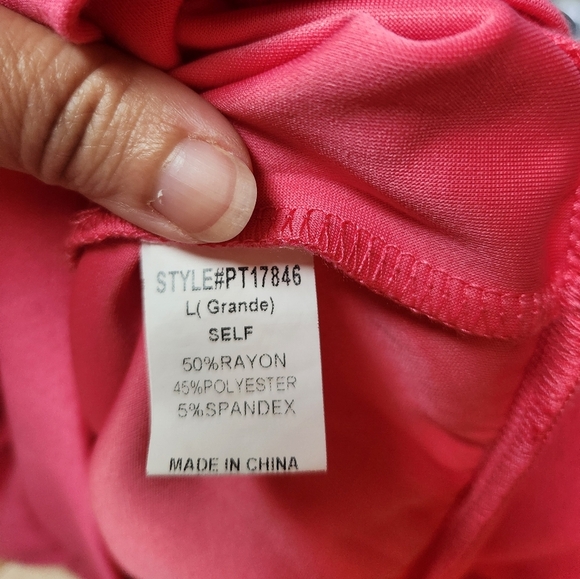 STYLE#PT17846
L( Grande)
SELF
50%RAYON
45%POLYESTER
5%SPANDEX
MADE IN CHINA